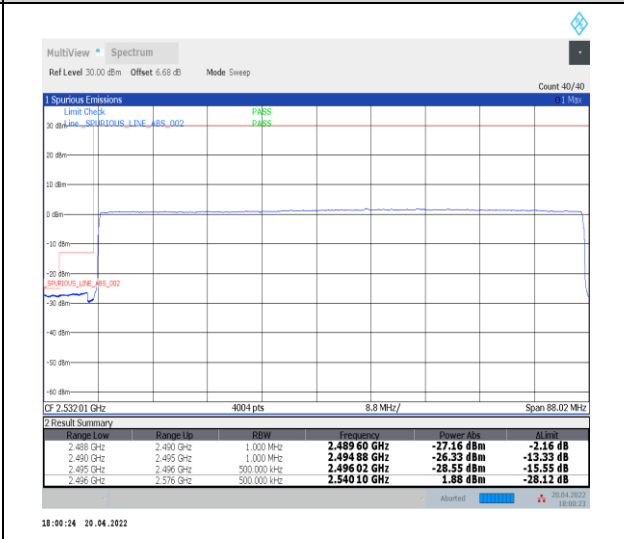 MultiView Spectrum
Ref Level 30.00 dBm Offset 6.68 dB Mode Sweep
Count 40/40
1 Spurious Emissions 1 Max
Limit Check PASS
30 dBm Line _SPURIOUS_LINE_ABS_002 PASS
20 dBm
10 dBm
0 dBm
-10 dBm
-20 dBm
_SPURIOUS_LINE_ABS_002
-30 dBm
-40 dBm
-50 dBm
-60 dBm
CF 2.53201 GHz 4004 pts 8.8 MHz/ Span 88.02 MHz
2 Result Summary
Range Low Range Up RBW Frequency Power Abs ΔLimit
2.488 GHz 2.490 GHz 1.000 MHz 2.489 60 GHz -27.16 dBm -2.16 dB
2.490 GHz 2.495 GHz 1.000 MHz 2.494 88 GHz -26.33 dBm -13.33 dB
2.495 GHz 2.496 GHz 500.000 kHz 2.496 02 GHz -28.55 dBm -15.55 dB
2.496 GHz 2.576 GHz 500.000 kHz 2.540 10 GHz 1.88 dBm -28.12 dB
Aborted 20.04.2022
18:00:23
18:00:24 20.04.2022